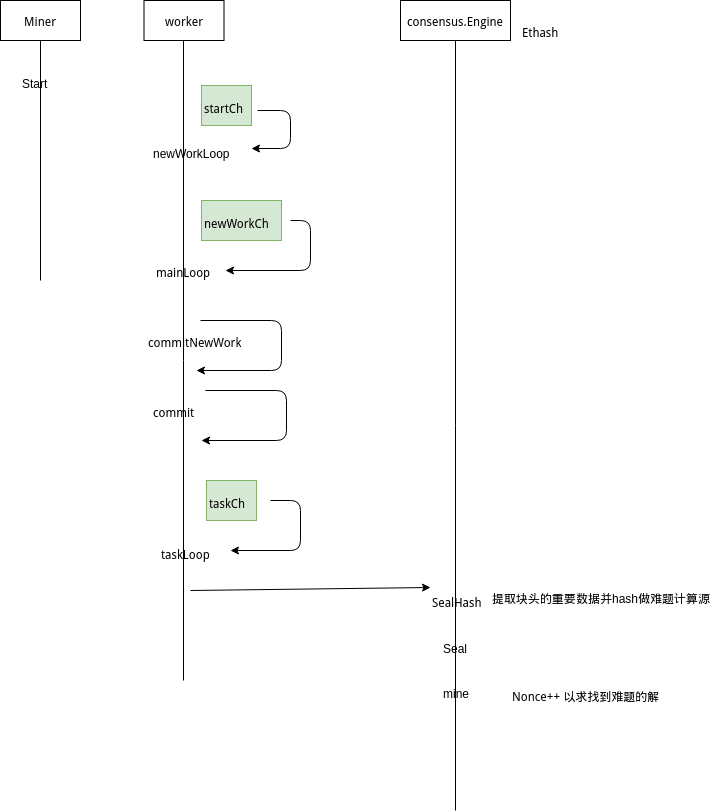 Miner
worker
consensus.Engine
Ethash
Start
startCh
newWorkLoop
newWorkCh
mainLoop
commitNewWork
commit
taskCh
taskLoop
SealHash
提取块头的重要数据并hash做难题计算源
Seal
mine
Nonce++ 以求找到难题的解